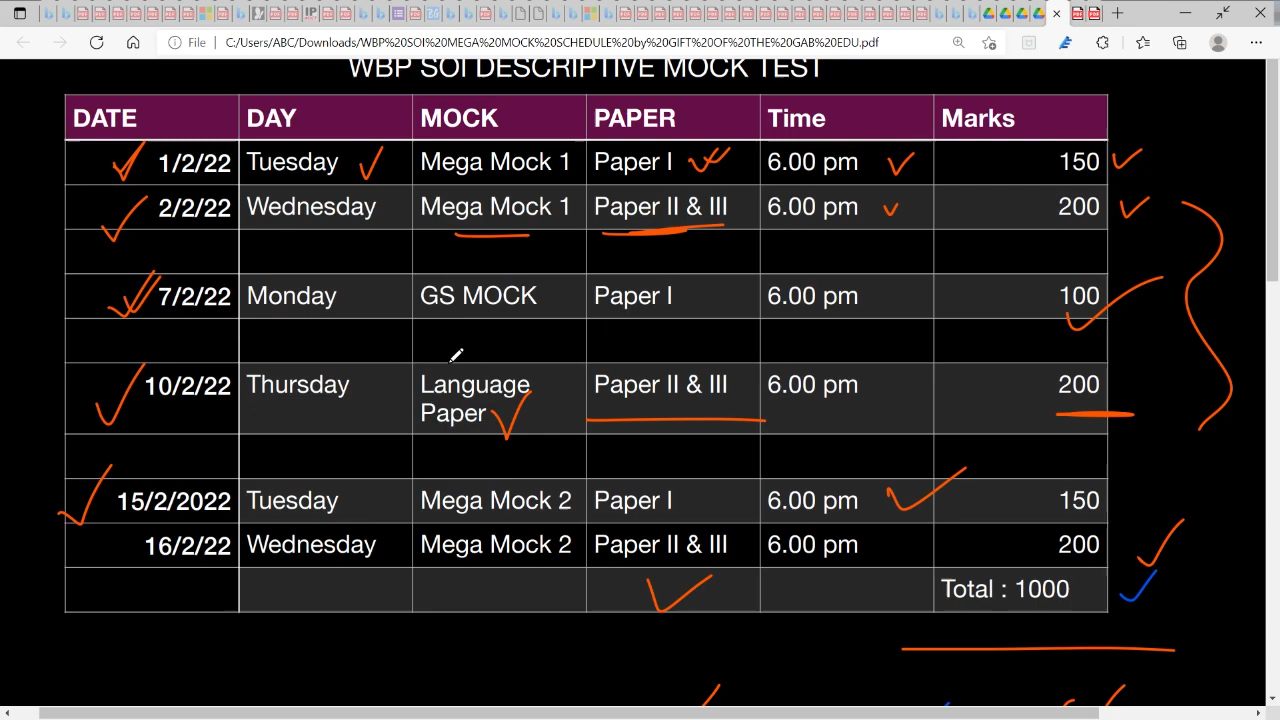 File C:/Users/ABC/Downloads/WBP%20SOI%20MEGA%20MOCK%20SCHEDULE%20by%20GIFT%20OF%20THE%20GAB%20EDU.pdf
WBP SOI DESCRIPTIVE MOCK TEST
DATE DAY MOCK PAPER Time Marks
1/2/22 Tuesday Mega Mock 1 Paper I 6.00 pm 150
2/2/22 Wednesday Mega Mock 1 Paper II & III 6.00 pm 200
7/2/22 Monday GS MOCK Paper I 6.00 pm 100
10/2/22 Thursday Language Paper II & III 6.00 pm 200
Paper
15/2/2022 Tuesday Mega Mock 2 Paper I 6.00 pm 150
16/2/22 Wednesday Mega Mock 2 Paper II & III 6.00 pm 200
Total : 1000